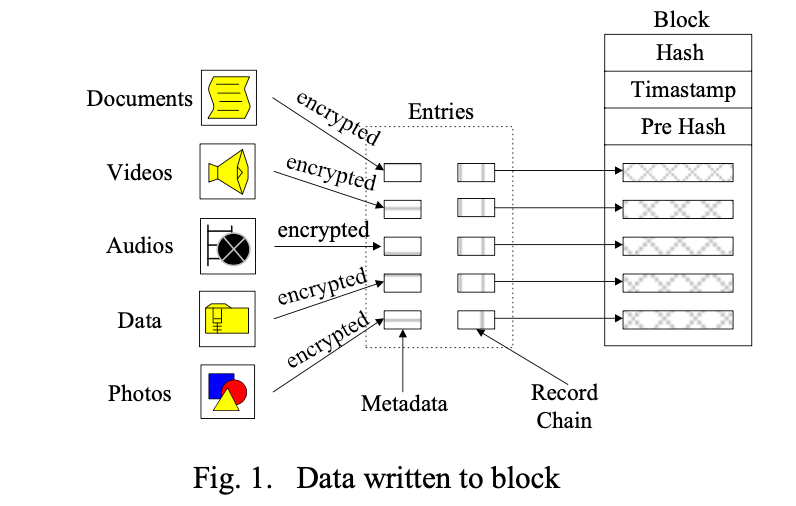 Block
Hash
Timastamp
Pre Hash
Documents
encrypted
Entries
Videos
encrypted
Audios
encrypted
Data
encrypted
Photos
encrypted
Metadata
Record
Chain
Fig. 1. Data written to block